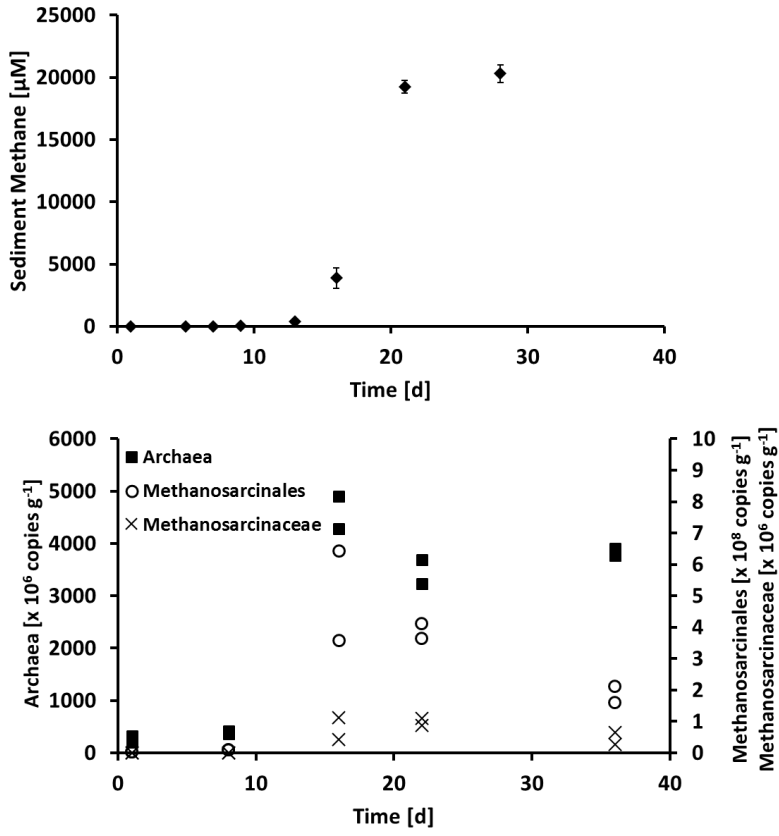 25000
20000
15000
10000
5000
0
Sediment Methane [µM]
0 10 20 30 40
Time [d]
6000
5000
4000
3000
2000
1000
0
Archaea [x 10⁶ copies g⁻¹]
Archaea
Methanosarcinales
Methanosarcinaceae
10
9
8
7
6
5
4
3
2
1
0
Methanosarcinales [x 10⁸ copies g⁻¹]
Methanosarcinaceae [x 10⁶ copies g⁻¹]
0 10 20 30 40
Time [d]